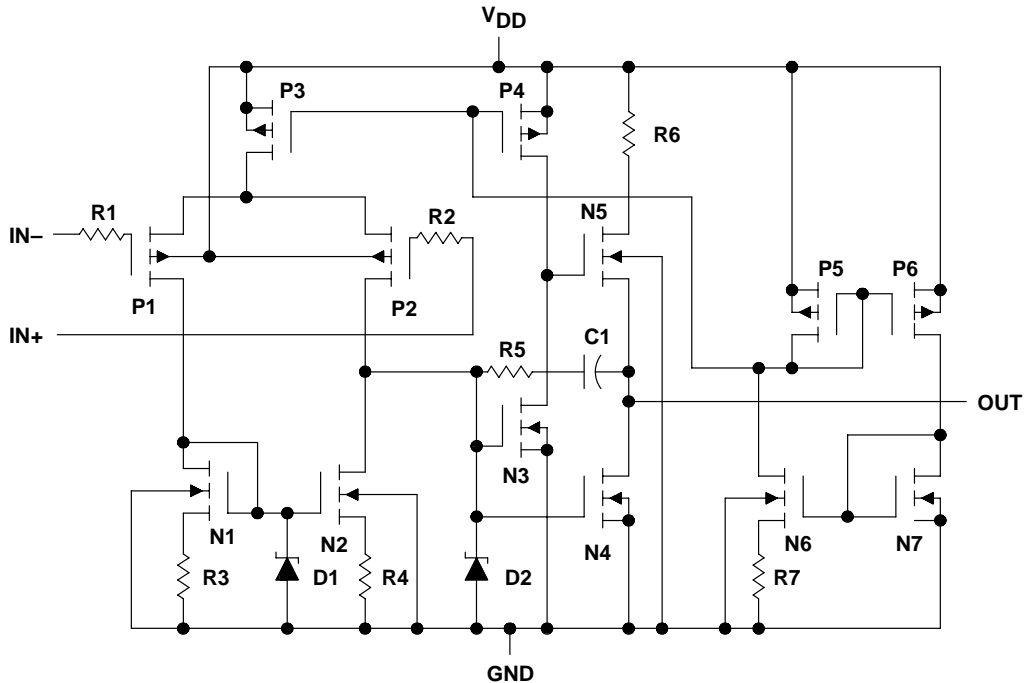 VDD
P3
P4
R6
R1
R2
N5
IN–
P1
P2
P5
P6
IN+
R5
C1
OUT
N3
N1
N2
N4
N6
N7
R3
D1
R4
D2
R7
GND